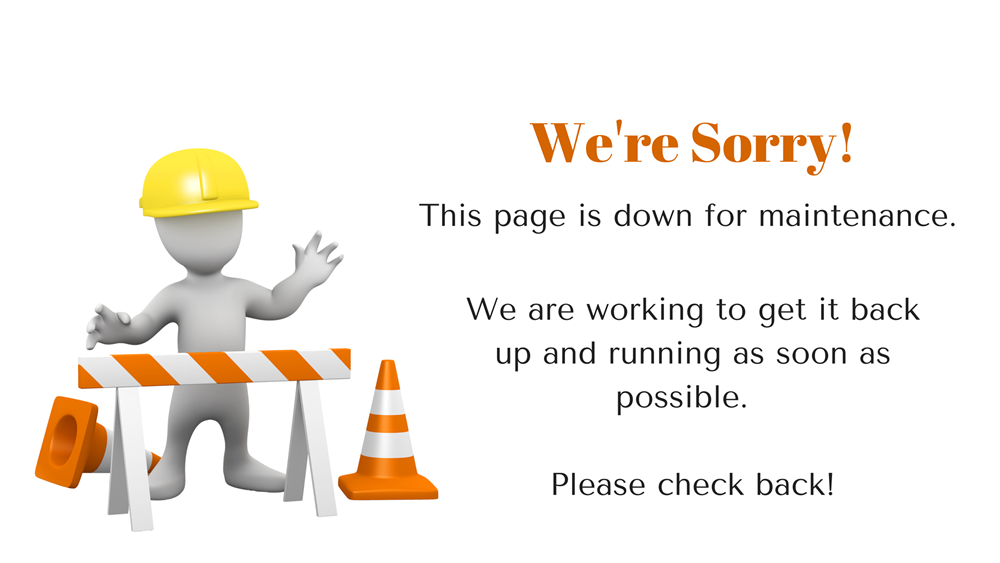 We're Sorry!
This page is down for maintenance.
We are working to get it back
up and running as soon as
possible.
Please check back!